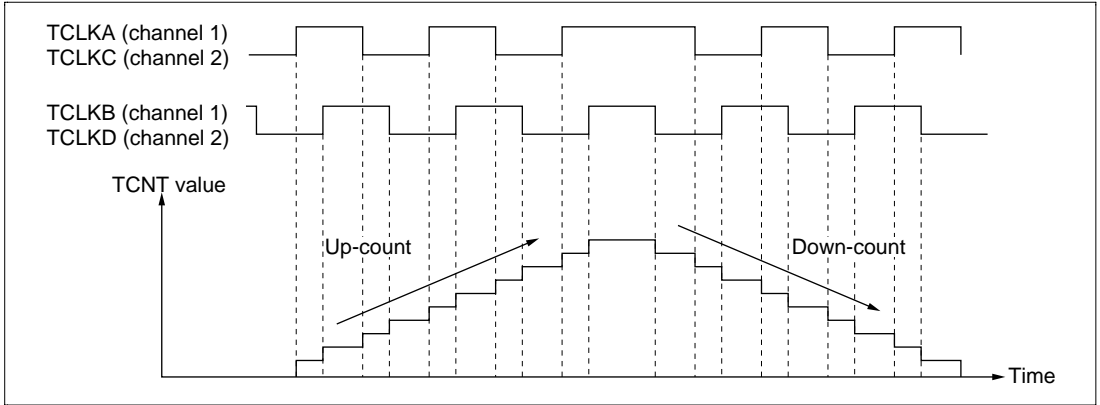 TCLKA (channel 1)
TCLKC (channel 2)
TCLKB (channel 1)
TCLKD (channel 2)
TCNT value
Up-count
Down-count
Time